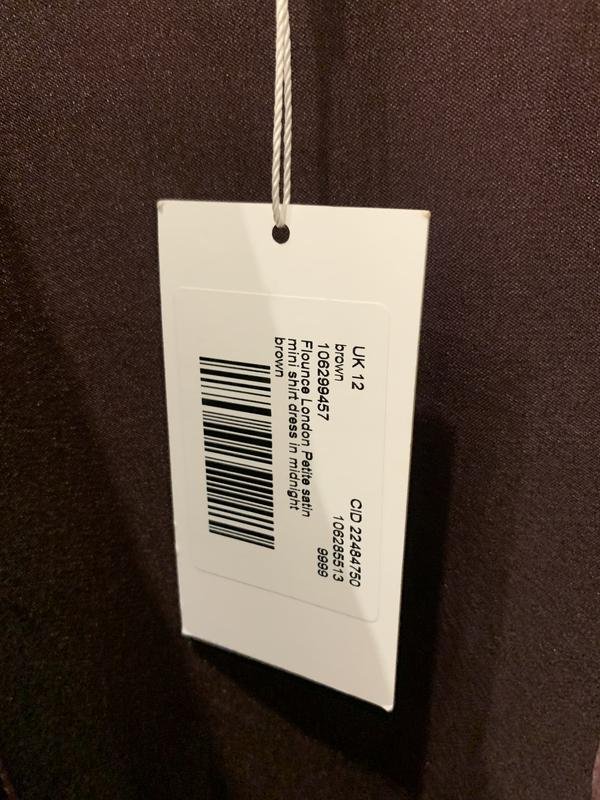 UK 12 CID 22484750
brown 106285513
106299457 9999
Flounce London Petite satin
mini shirt dress in midnight
brown